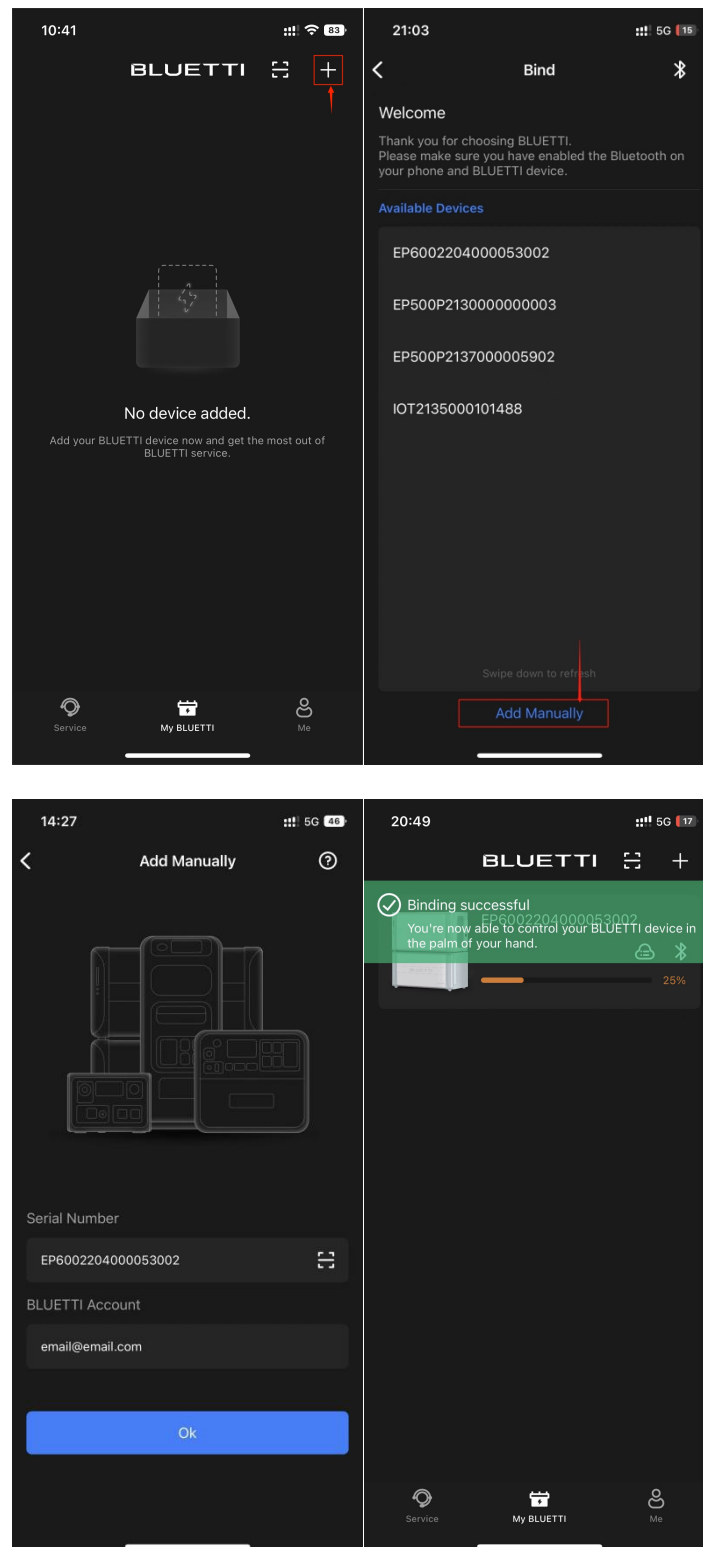 10:41
83
BLUETTI
No device added.
Add your BLUETTI device now and get the most out of
BLUETTI service.
Service
My BLUETTI
Me
21:03
5G 15
Bind
Welcome
Thank you for choosing BLUETTI.
Please make sure you have enabled the Bluetooth on
your phone and BLUETTI device.
Available Devices
EP6002204000053002
EP500P2130000000003
EP500P2137000005902
IOT2135000101488
Swipe down to refresh
Add Manually
14:27
5G 46
Add Manually
Serial Number
EP6002204000053002
BLUETTI Account
email@email.com
Ok
20:49
5G 17
BLUETTI
Binding successful
EP6002204000053002
You're now able to control your BLUETTI device in
the palm of your hand.
25%
Service
My BLUETTI
Me